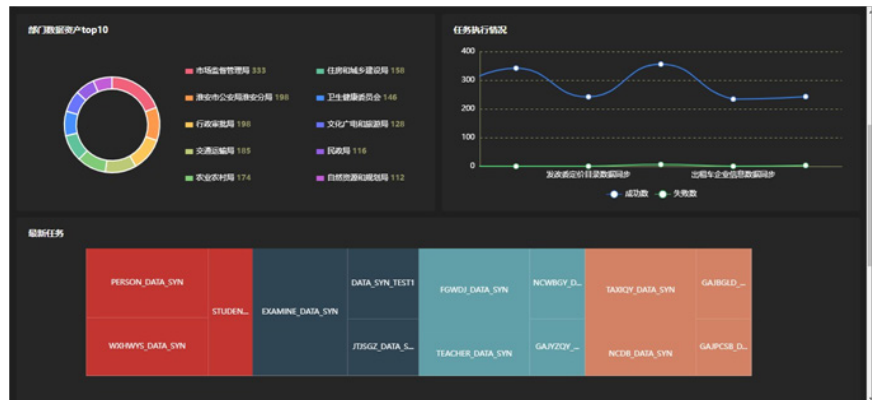 部门数据资产top10
市场监督管理局 333
淮安市公安局淮安分局 198
行政审批局 198
交通运输局 185
农业农村局 174
住房和城乡建设局 158
卫生健康委员会 146
文化广电和旅游局 128
民政局 116
自然资源和规划局 112
任务执行情况
400
300
200
100
0
发改委定价目录数据同步
出租车企业信息数据同步
成功数
失败数
最新任务
PERSON_DATA_SYN
WXHWYS_DATA_SYN
STUDEN...
EXAMINE_DATA_SYN
DATA_SYN_TEST1
JTJSGZ_DATA_S...
FGWDJ_DATA_SYN
TEACHER_DATA_SYN
NCWBGY_D...
GAJYZQY_...
TAXIQY_DATA_SYN
NCDB_DATA_SYN
GAJBGLD_...
GAJPCSB_D...